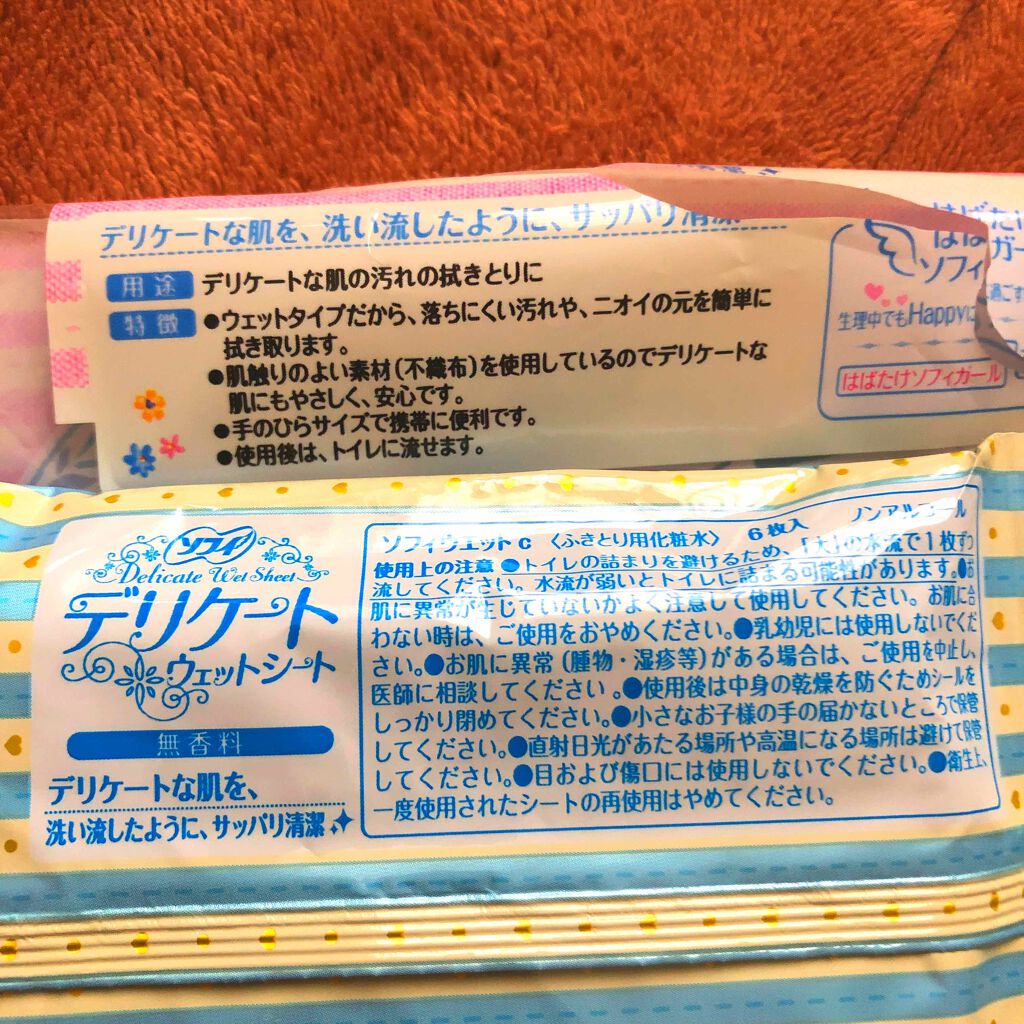 デリケートな肌を、洗い流したように、サッパリ清潔
用途 デリケートな肌の汚れの拭きとりに
特徴 ●ウェットタイプだから、落ちにくい汚れや、ニオイの元を簡単に
拭き取ります。
●肌触りのよい素材(不織布)を使用しているのでデリケートな
肌にもやさしく、安心です。
●手のひらサイズで携帯に便利です。
●使用後は、トイレに流せます。
はばたけ
ソフィ
生理中でもHappyに
はばたけソフィガール
ソフィ
Delicate Wet Sheet
デリケート
ウェットシート
無香料
デリケートな肌を、
洗い流したように、サッパリ清潔
ソフィウエットc 〈ふきとり用化粧水〉 6枚入 ノンアルコール
使用上の注意 ●トイレの詰まりを避けるため、「大」の水流で1枚ずつ
流してください。水流が弱いとトイレに詰まる可能性があります。●お
肌に異常が生じていないかよく注意して使用してください。お肌に合
わない時は、ご使用をおやめください。●乳幼児には使用しないでくだ
さい。●お肌に異常(腫物・湿疹等)がある場合は、ご使用を中止し、
医師に相談してください。●使用後は中身の乾燥を防ぐためシールを
しっかり閉めてください。●小さなお子様の手の届かないところで保管
してください。●直射日光があたる場所や高温になる場所は避けて保管
してください。●目および傷口には使用しないでください。●衛生上、
一度使用されたシートの再使用はやめてください。